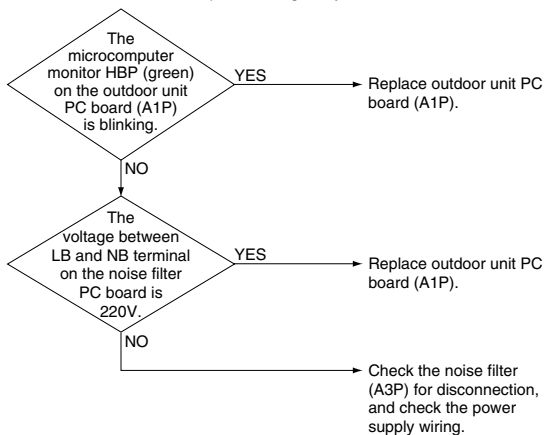 The
microcomputer
monitor HBP (green)
on the outdoor unit
PC board (A1P)
is blinking.
YES
Replace outdoor unit PC
board (A1P).
NO
The
voltage between
LB and NB terminal
on the noise filter
PC board is
220V.
YES
Replace outdoor unit PC
board (A1P).
NO
Check the noise filter
(A3P) for disconnection,
and check the power
supply wiring.